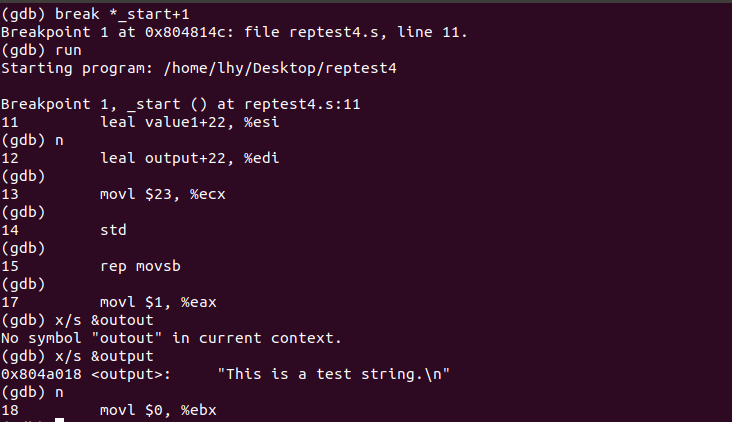 (gdb) break *_start+1
Breakpoint 1 at 0x804814c: file reptest4.s, line 11.
(gdb) run
Starting program: /home/lhy/Desktop/reptest4
Breakpoint 1, _start () at reptest4.s:11
11 leal value1+22, %esi
(gdb) n
12 leal output+22, %edi
(gdb)
13 movl $23, %ecx
(gdb)
14 std
(gdb)
15 rep movsb
(gdb)
17 movl $1, %eax
(gdb) x/s &outout
No symbol "outout" in current context.
(gdb) x/s &output
0x804a018 <output>: "This is a test string.\n"
(gdb) n
18 movl $0, %ebx